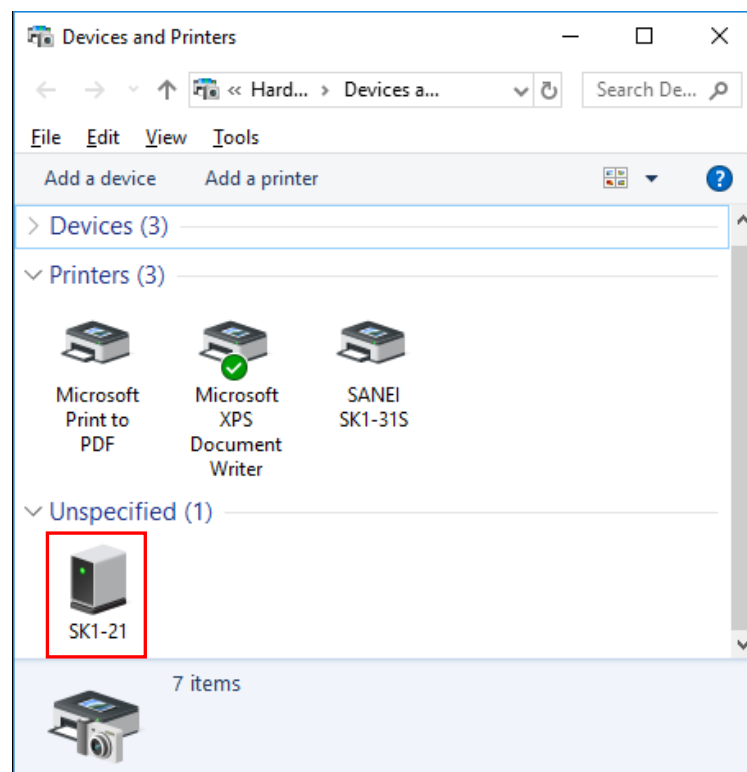 Devices and Printers
« Hard... › Devices a...
Search De...
File Edit View Tools
Add a device Add a printer
?
Devices (3)
Printers (3)
Microsoft Print to PDF
Microsoft XPS Document Writer
SANEI SK1-31S
Unspecified (1)
SK1-21
7 items